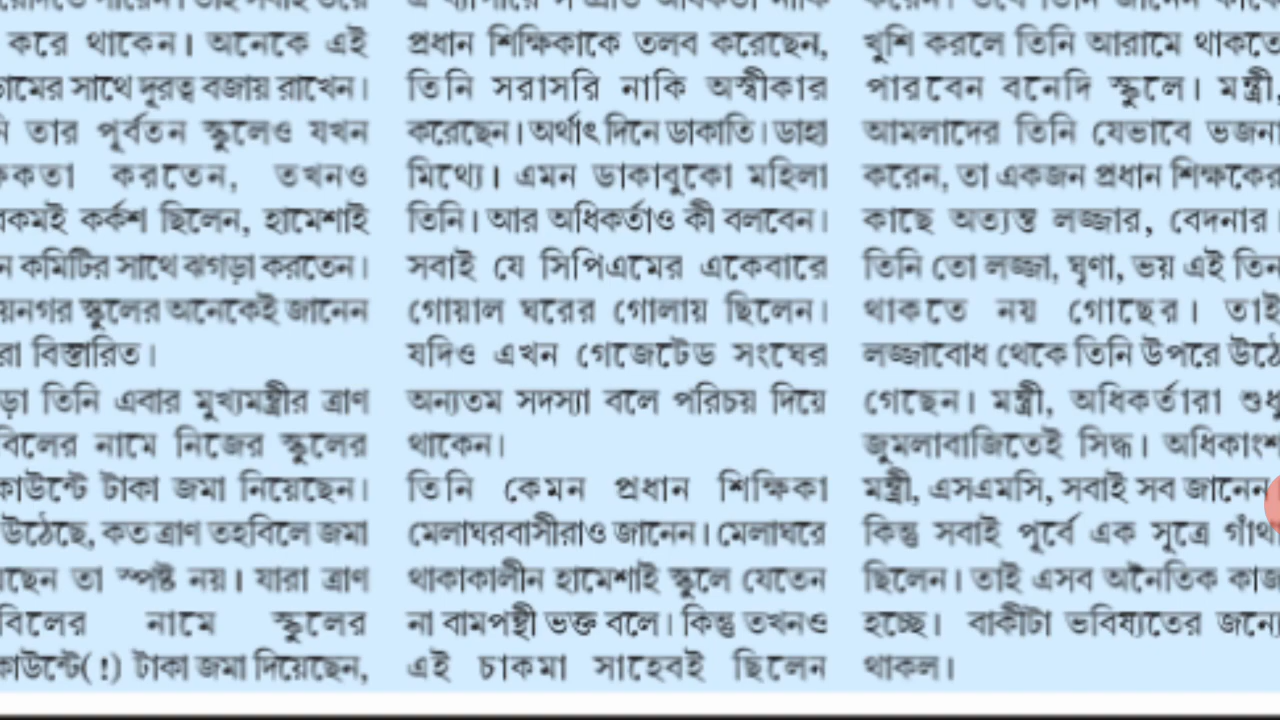 করে থাকেন। অনেকে এই
সাথে দূরত্ব বজায় রাখেন।
তার পূর্বতন স্কুলেও যখন
করতেন, তখনও
কর্কশ ছিলেন, হামেশাই
কমিটির সাথে ঝগড়া করতেন।
স্কুলের অনেকেই জানেন
বিস্তারিত।
তিনি এবার মুখ্যমন্ত্রীর ত্রাণ
নামে নিজের স্কুলের
টাকা জমা নিয়েছেন।
উঠেছে, কত ত্রাণ তহবিলে জমা
তা স্পষ্ট নয়। যারা ত্রাণ
নামে স্কুলের
টাকা জমা দিয়েছেন,
প্রধান শিক্ষিকাকে তলব করেছেন,
তিনি সরাসরি নাকি অস্বীকার
করেছেন। অর্থাৎ দিনে ডাকাতি। ডাহা
মিথ্যে। এমন ডাকাবুকো মহিলা
তিনি। আর অধিকর্তাও কী বলবেন।
সবাই যে সিপিএমের একেবারে
গোয়াল ঘরের গোলায় ছিলেন।
যদিও এখন গেজেটেড সংঘের
অন্যতম সদস্যা বলে পরিচয় দিয়ে
থাকেন।
তিনি কেমন প্রধান শিক্ষিকা
মেলাঘরবাসীরাও জানেন। মেলাঘরে
থাকাকালীন হামেশাই স্কুলে যেতেন
না বামপন্থী ভক্ত বলে। কিন্তু তখনও
এই চাকমা সাহেবই ছিলেন
খুশি করলে তিনি আরামে থাকতে
পারবেন বনেদি স্কুলে। মন্ত্রী,
আমলাদের তিনি যেভাবে ভজনা
করেন, তা একজন প্রধান শিক্ষকের
কাছে অত্যন্ত লজ্জার, বেদনার।
তিনি তো লজ্জা, ঘৃণা, ভয় এই তিন
থাকতে নয় গোছের। তাই
লজ্জাবোধ থেকে তিনি উপরে উঠে
গেছেন। মন্ত্রী, অধিকর্তারা শুধু
জুমলাবাজিতেই সিদ্ধ। অধিকাংশ
মন্ত্রী, এসএমসি, সবাই সব জানেন
কিন্তু সবাই পূর্বে এক সূত্রে গাঁথা
ছিলেন। তাই এসব অনৈতিক কাজ
হচ্ছে। বাকীটা ভবিষ্যতের জন্যে
থাকল।